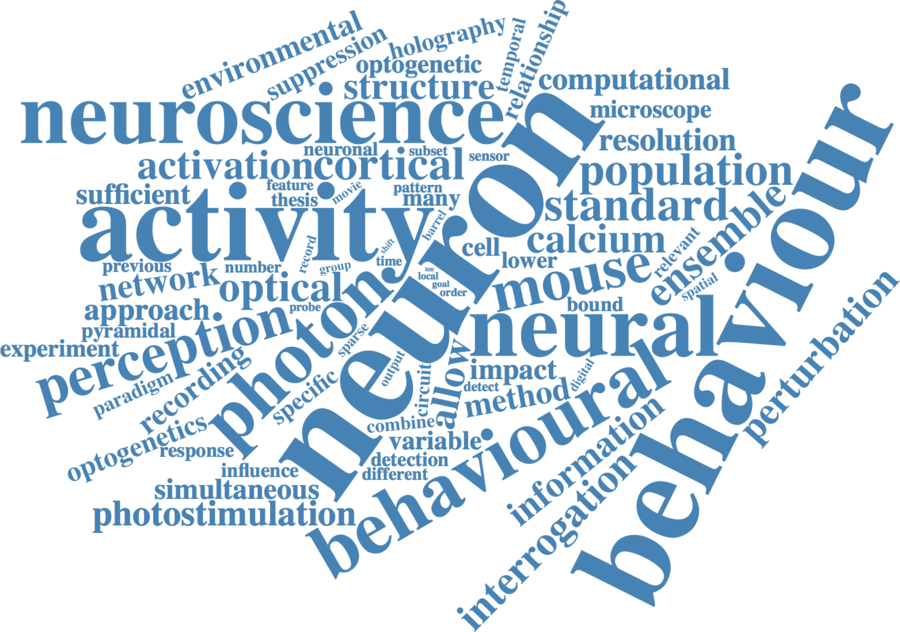 environmental
suppression
holography
temporal
relationship
optogenetic
structure
computational
neuroscience
microscope
neuronal
subset
sensor
resolution
activation
cortical
population
sufficient
feature
movie
pattern
thesis
many
standard
activity
neuron
behaviour
barrel
shift
record
cell
calcium
ensemble
relevant
previous
number
group
time
lower
network
optical
ten
local
goal
order
mouse
spatial
approach
probe
bound
pyramidal
photon
neural
perturbation
experiment
perception
sparse
output
circuit
allow
impact
digital
paradigm
recording
specific
detect
method
behavioural
optogenetics
response
combine
variable
information
influence
detection
different
simultaneous
interrogation
photostimulation